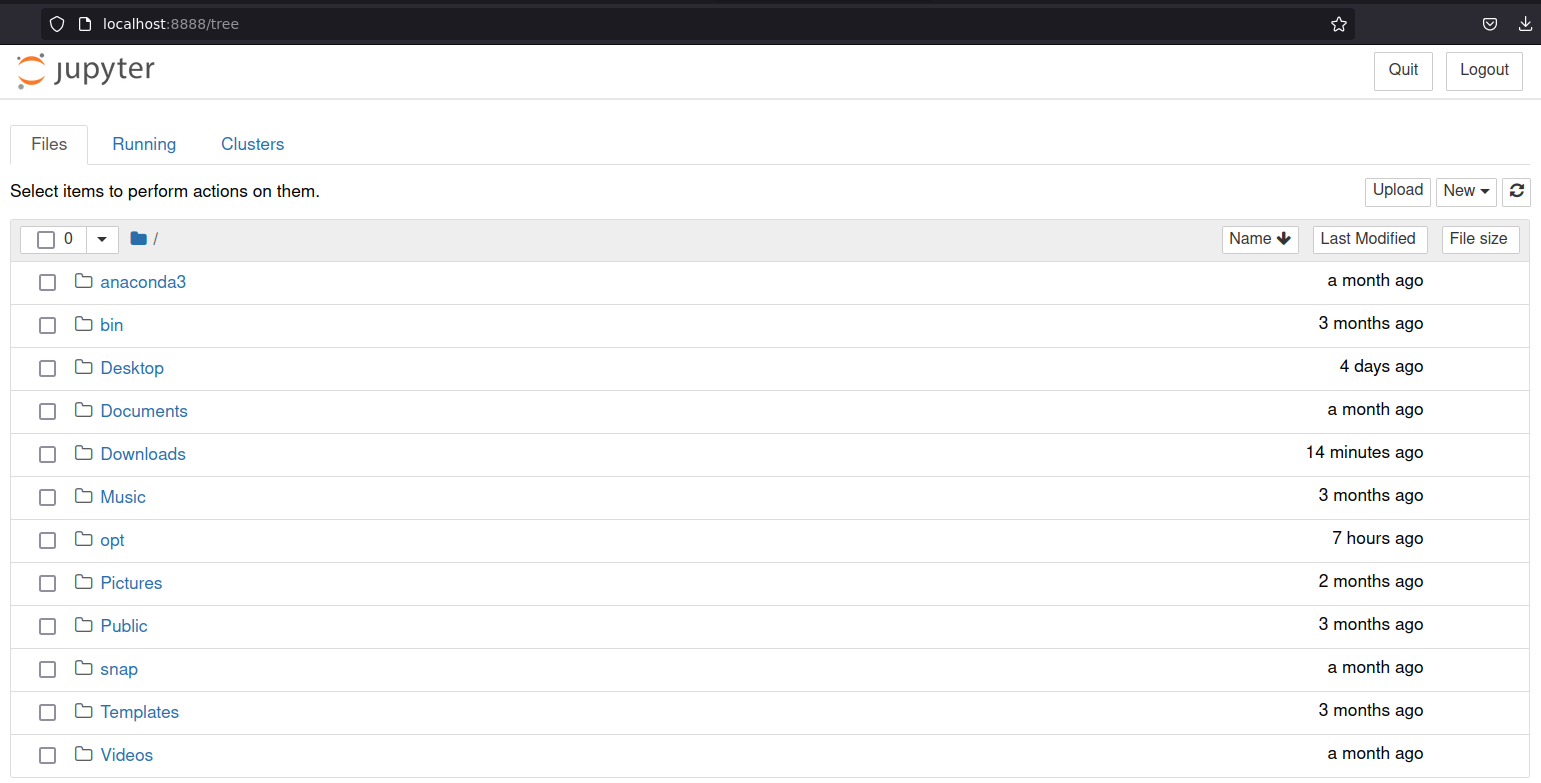 localhost:8888/tree
jupyter
Quit Logout
Files Running Clusters
Select items to perform actions on them.
Upload New
0 / Name Last Modified File size
anaconda3 a month ago
bin 3 months ago
Desktop 4 days ago
Documents a month ago
Downloads 14 minutes ago
Music 3 months ago
opt 7 hours ago
Pictures 2 months ago
Public 3 months ago
snap a month ago
Templates 3 months ago
Videos a month ago